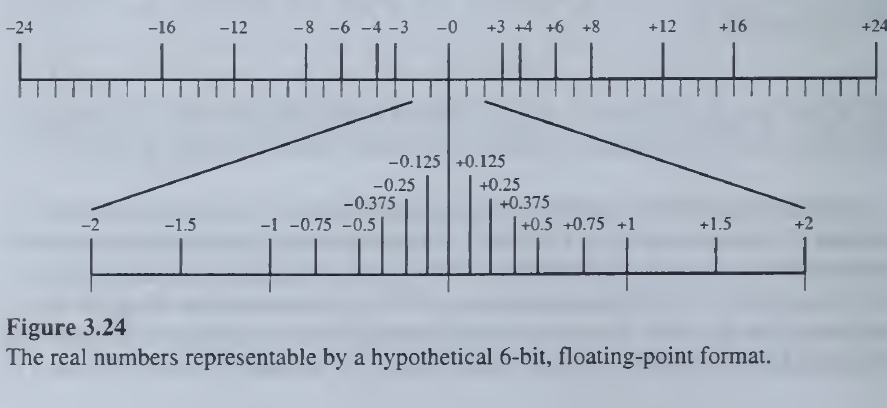 −24 −16 −12 −8 −6 −4 −3 −0 +3 +4 +6 +8 +12 +16 +24
−0.125 +0.125
−0.25 +0.25
−0.375 +0.375
−2 −1.5 −1 −0.75 −0.5 +0.5 +0.75 +1 +1.5 +2
Figure 3.24
The real numbers representable by a hypothetical 6-bit, floating-point format.